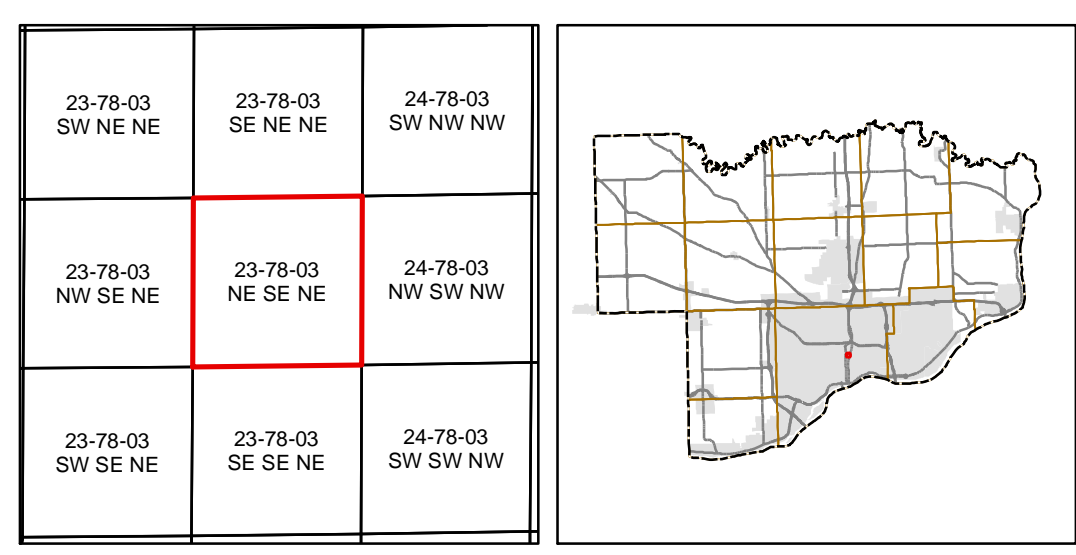 23-78-03
SW NE NE
23-78-03
SE NE NE
24-78-03
SW NW NW
23-78-03
NW SE NE
23-78-03
NE SE NE
24-78-03
NW SW NW
23-78-03
SW SE NE
23-78-03
SE SE NE
24-78-03
SW SW NW